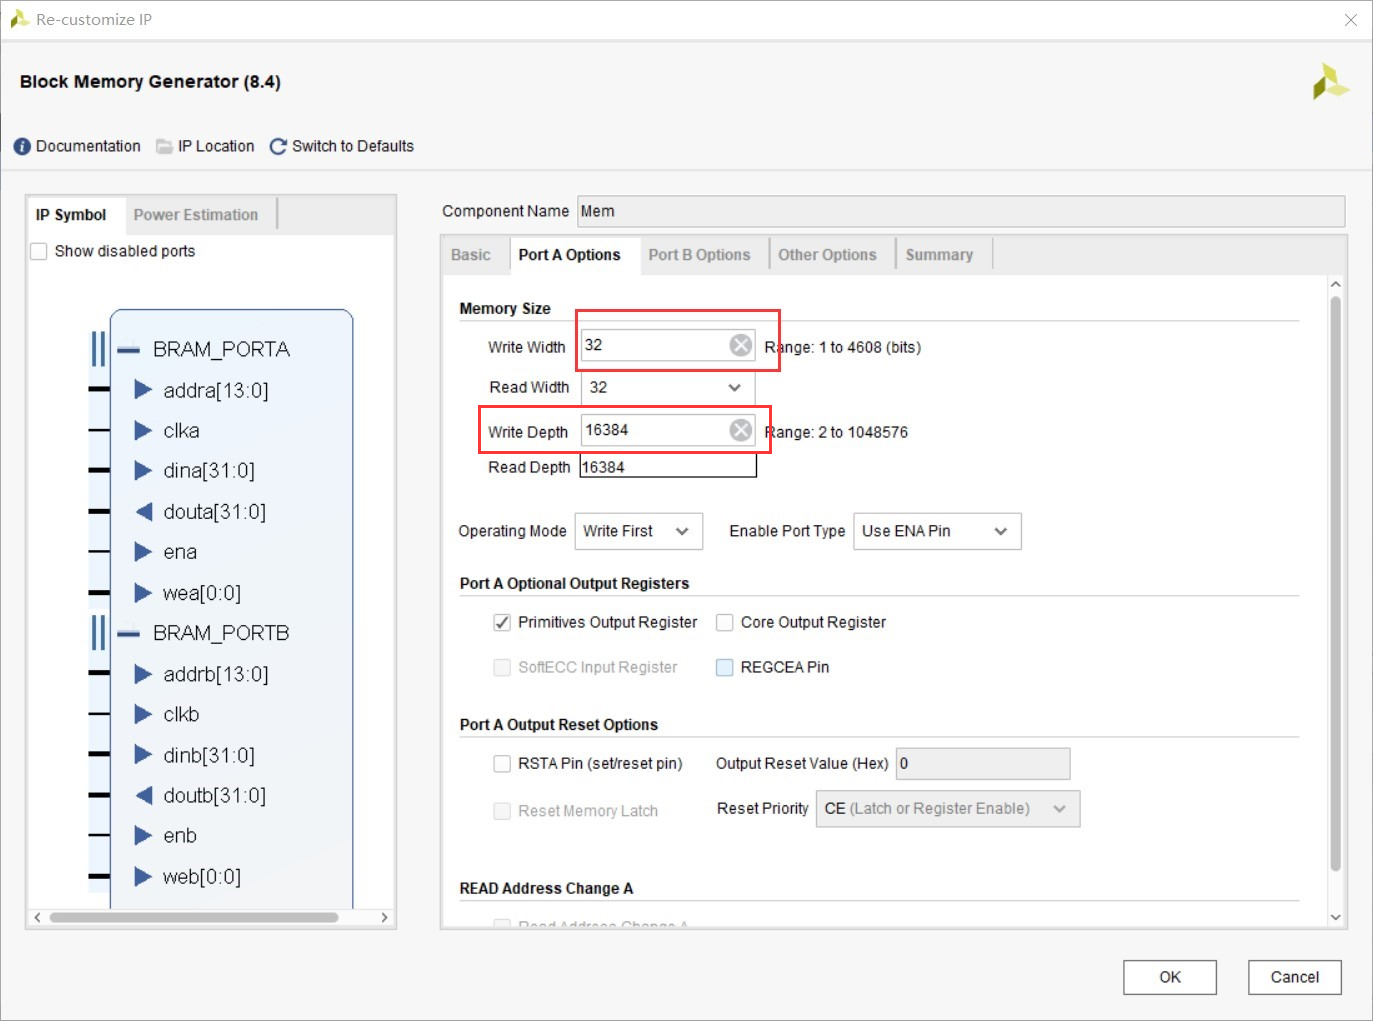 Re-customize IP
Block Memory Generator (8.4)
Documentation IP Location Switch to Defaults
IP Symbol Power Estimation
Show disabled ports
BRAM_PORTA
addra[13:0]
clka
dina[31:0]
douta[31:0]
ena
wea[0:0]
BRAM_PORTB
addrb[13:0]
clkb
dinb[31:0]
doutb[31:0]
enb
web[0:0]
Component Name Mem
Basic Port A Options Port B Options Other Options Summary
Memory Size
Write Width 32 Range: 1 to 4608 (bits)
Read Width 32
Write Depth 16384 Range: 2 to 1048576
Read Depth 16384
Operating Mode Write First Enable Port Type Use ENA Pin
Port A Optional Output Registers
Primitives Output Register Core Output Register
SoftECC Input Register REGCEA Pin
Port A Output Reset Options
RSTA Pin (set/reset pin) Output Reset Value (Hex) 0
Reset Memory Latch Reset Priority CE (Latch or Register Enable)
READ Address Change A
Read Address Change A
OK Cancel